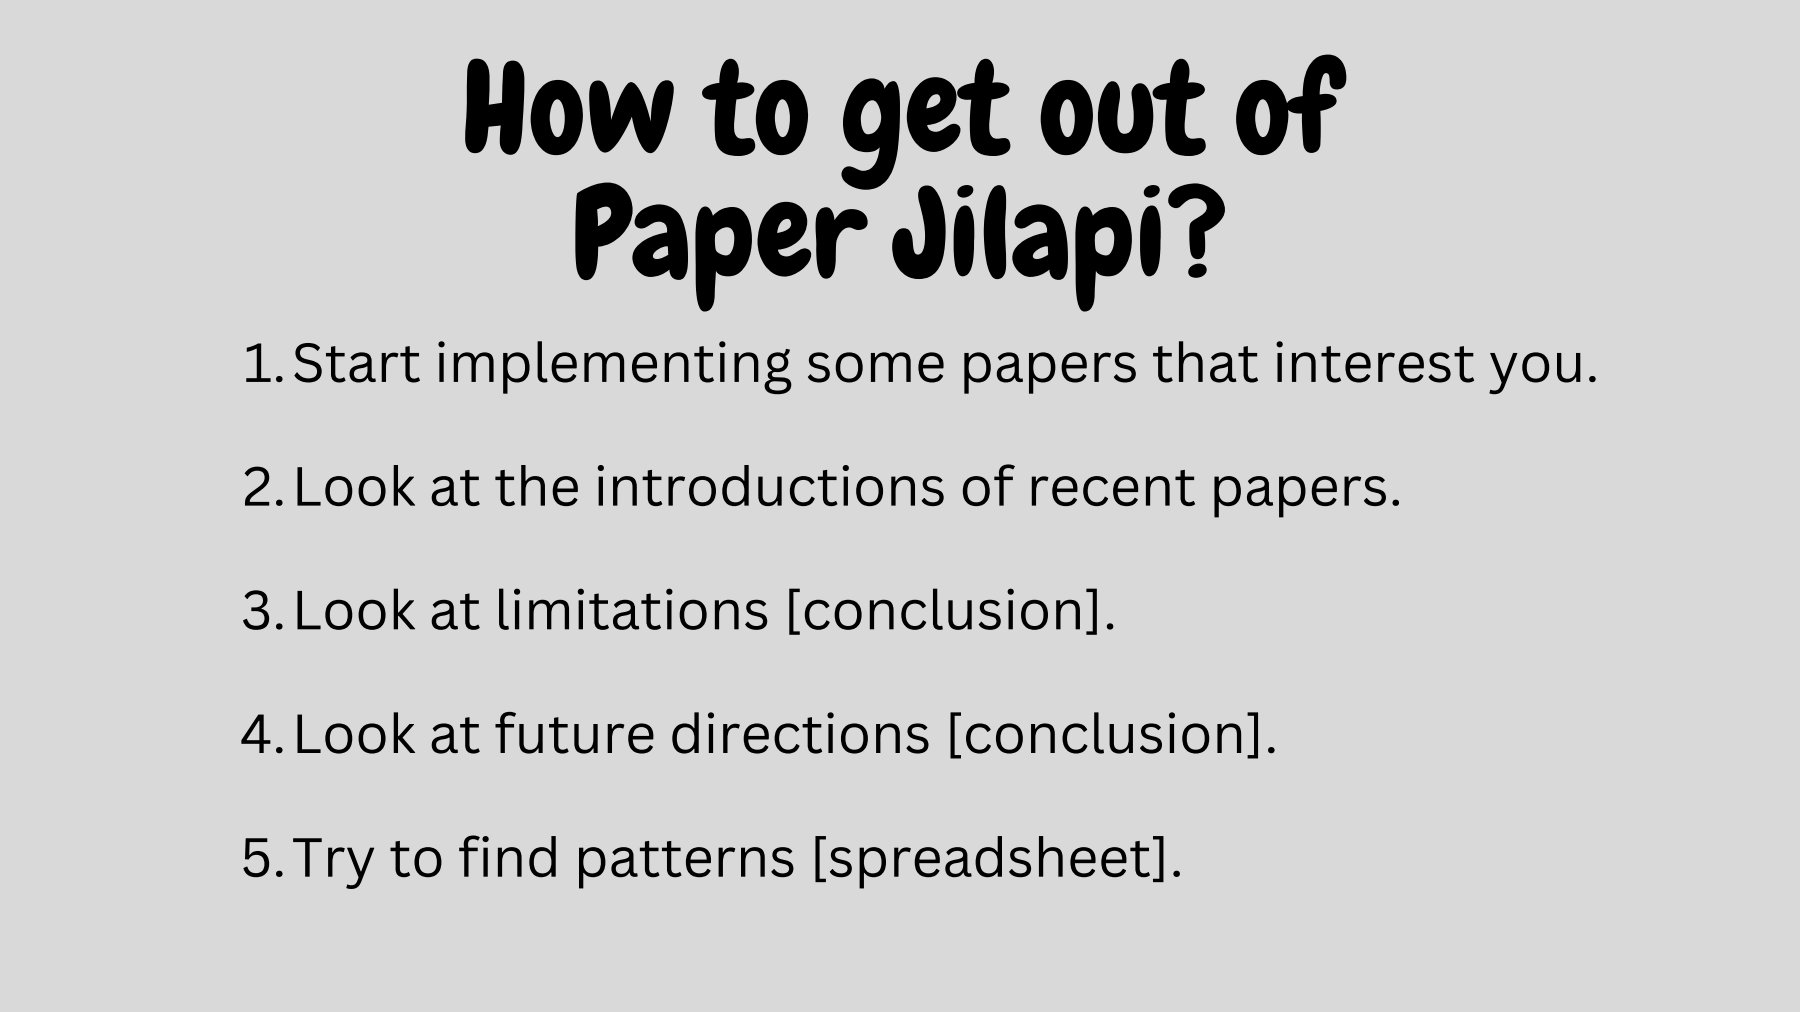 How to get out of
Paper Jilapi?
1. Start implementing some papers that interest you.
2. Look at the introductions of recent papers.
3. Look at limitations [conclusion].
4. Look at future directions [conclusion].
5. Try to find patterns [spreadsheet].